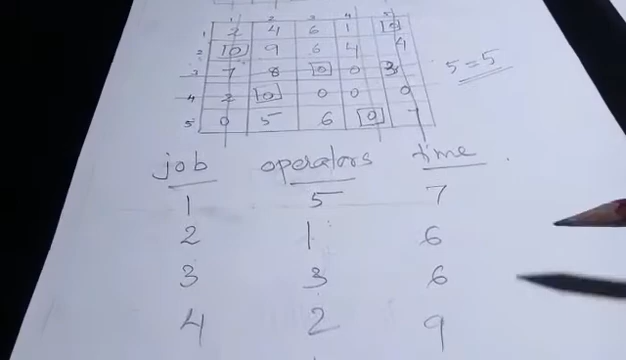 1 2 3 4 5
1 2 4 6 1 0
2 10 9 6 4 4
3 7 8 0 0 3
4 2 0 0 0 0
5 0 5 6 0 7
5=5
job operators time
1 5 7
2 1 6
3 3 6
4 2 9